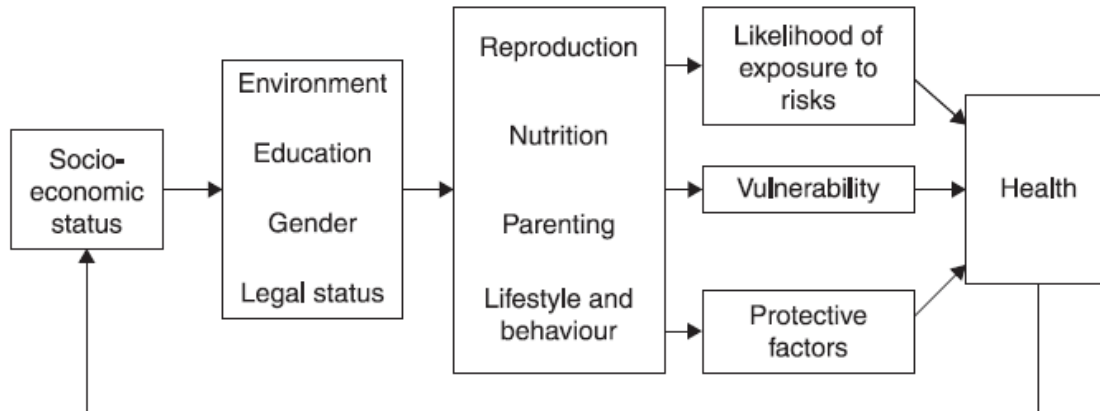 Socio-
economic
status
Environment
Education
Gender
Legal status
Reproduction
Nutrition
Parenting
Lifestyle and
behaviour
Likelihood of
exposure to
risks
Vulnerability
Protective
factors
Health